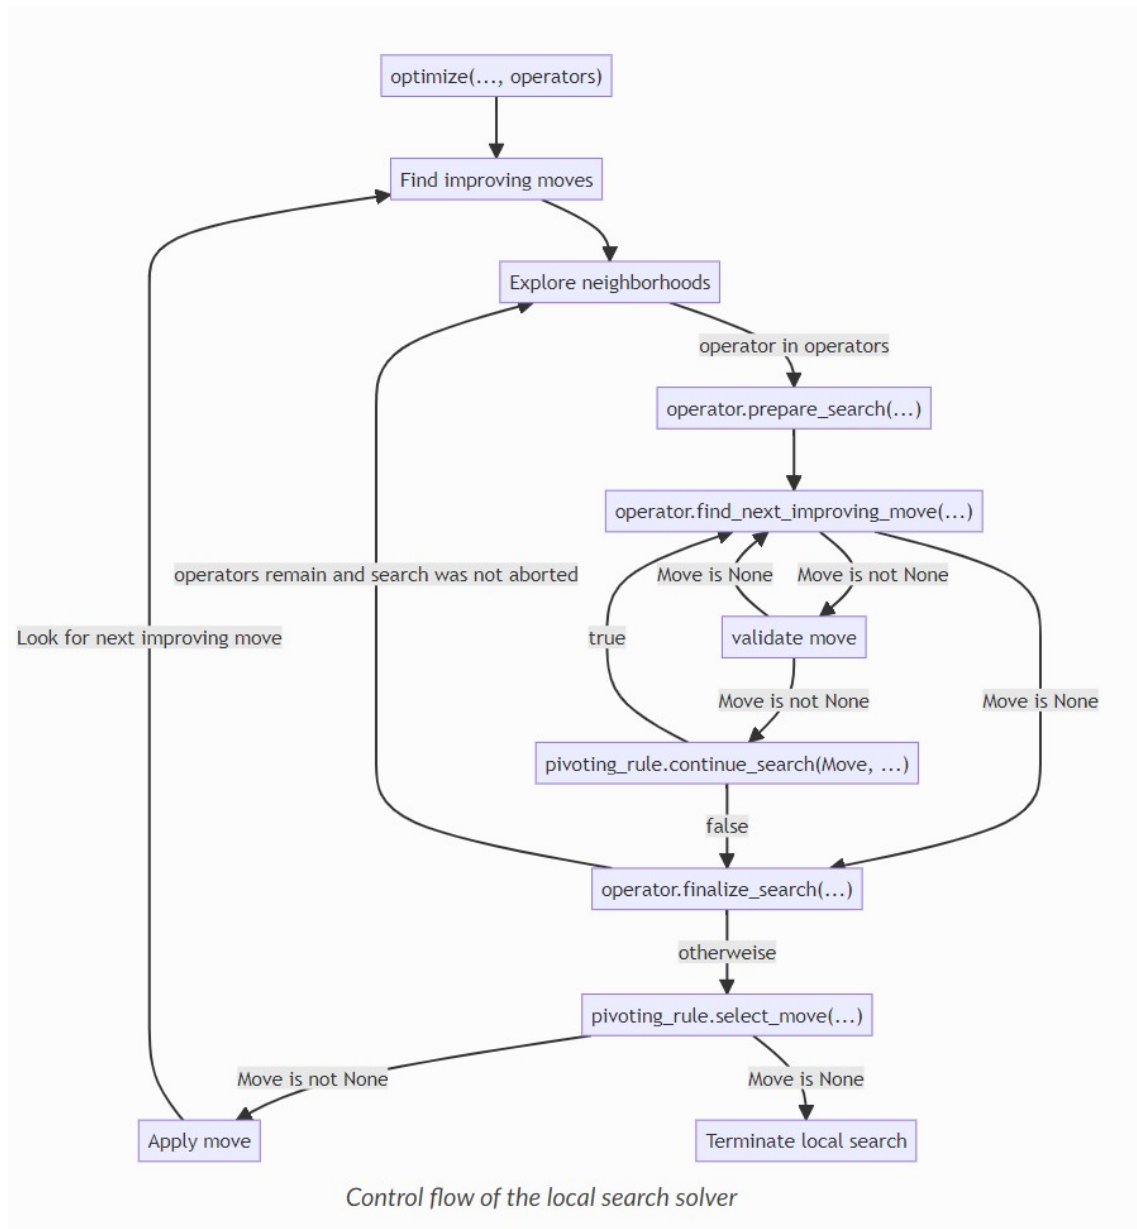 optimize(..., operators)
Find improving moves
Explore neighborhoods
operator in operators
operator.prepare_search(...)
operator.find_next_improving_move(...)
operators remain and search was not aborted
Move is None
Move is not None
Look for next improving move
true
validate move
Move is not None
Move is None
pivoting_rule.continue_search(Move, ...)
false
operator.finalize_search(...)
otherweise
pivoting_rule.select_move(...)
Move is not None
Move is None
Apply move
Terminate local search
Control flow of the local search solver